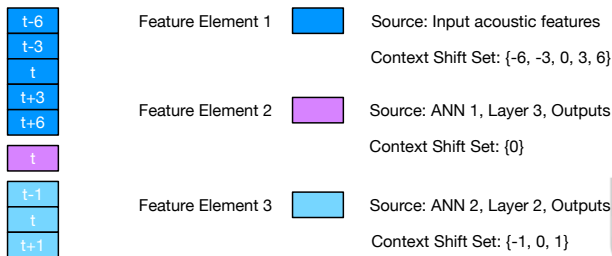 t-6
t-3
t
t+3
t+6
t
t-1
t
t+1
Feature Element 1
Source: Input acoustic features
Context Shift Set: {-6, -3, 0, 3, 6}
Feature Element 2
Source: ANN 1, Layer 3, Outputs
Context Shift Set: {0}
Feature Element 3
Source: ANN 2, Layer 2, Outputs
Context Shift Set: {-1, 0, 1}